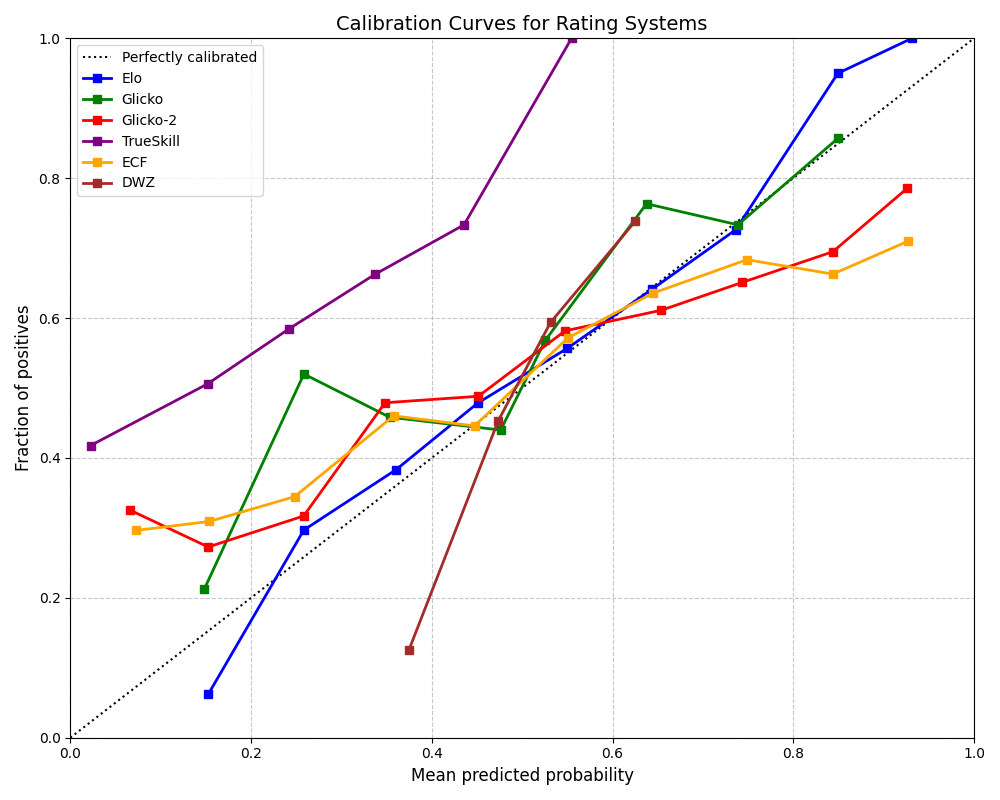 Calibration Curves for Rating Systems
Perfectly calibrated
Elo
Glicko
Glicko-2
TrueSkill
ECF
DWZ
Fraction of positives
1.0
0.8
0.6
0.4
0.2
0.0
0.0 0.2 0.4 0.6 0.8 1.0
Mean predicted probability